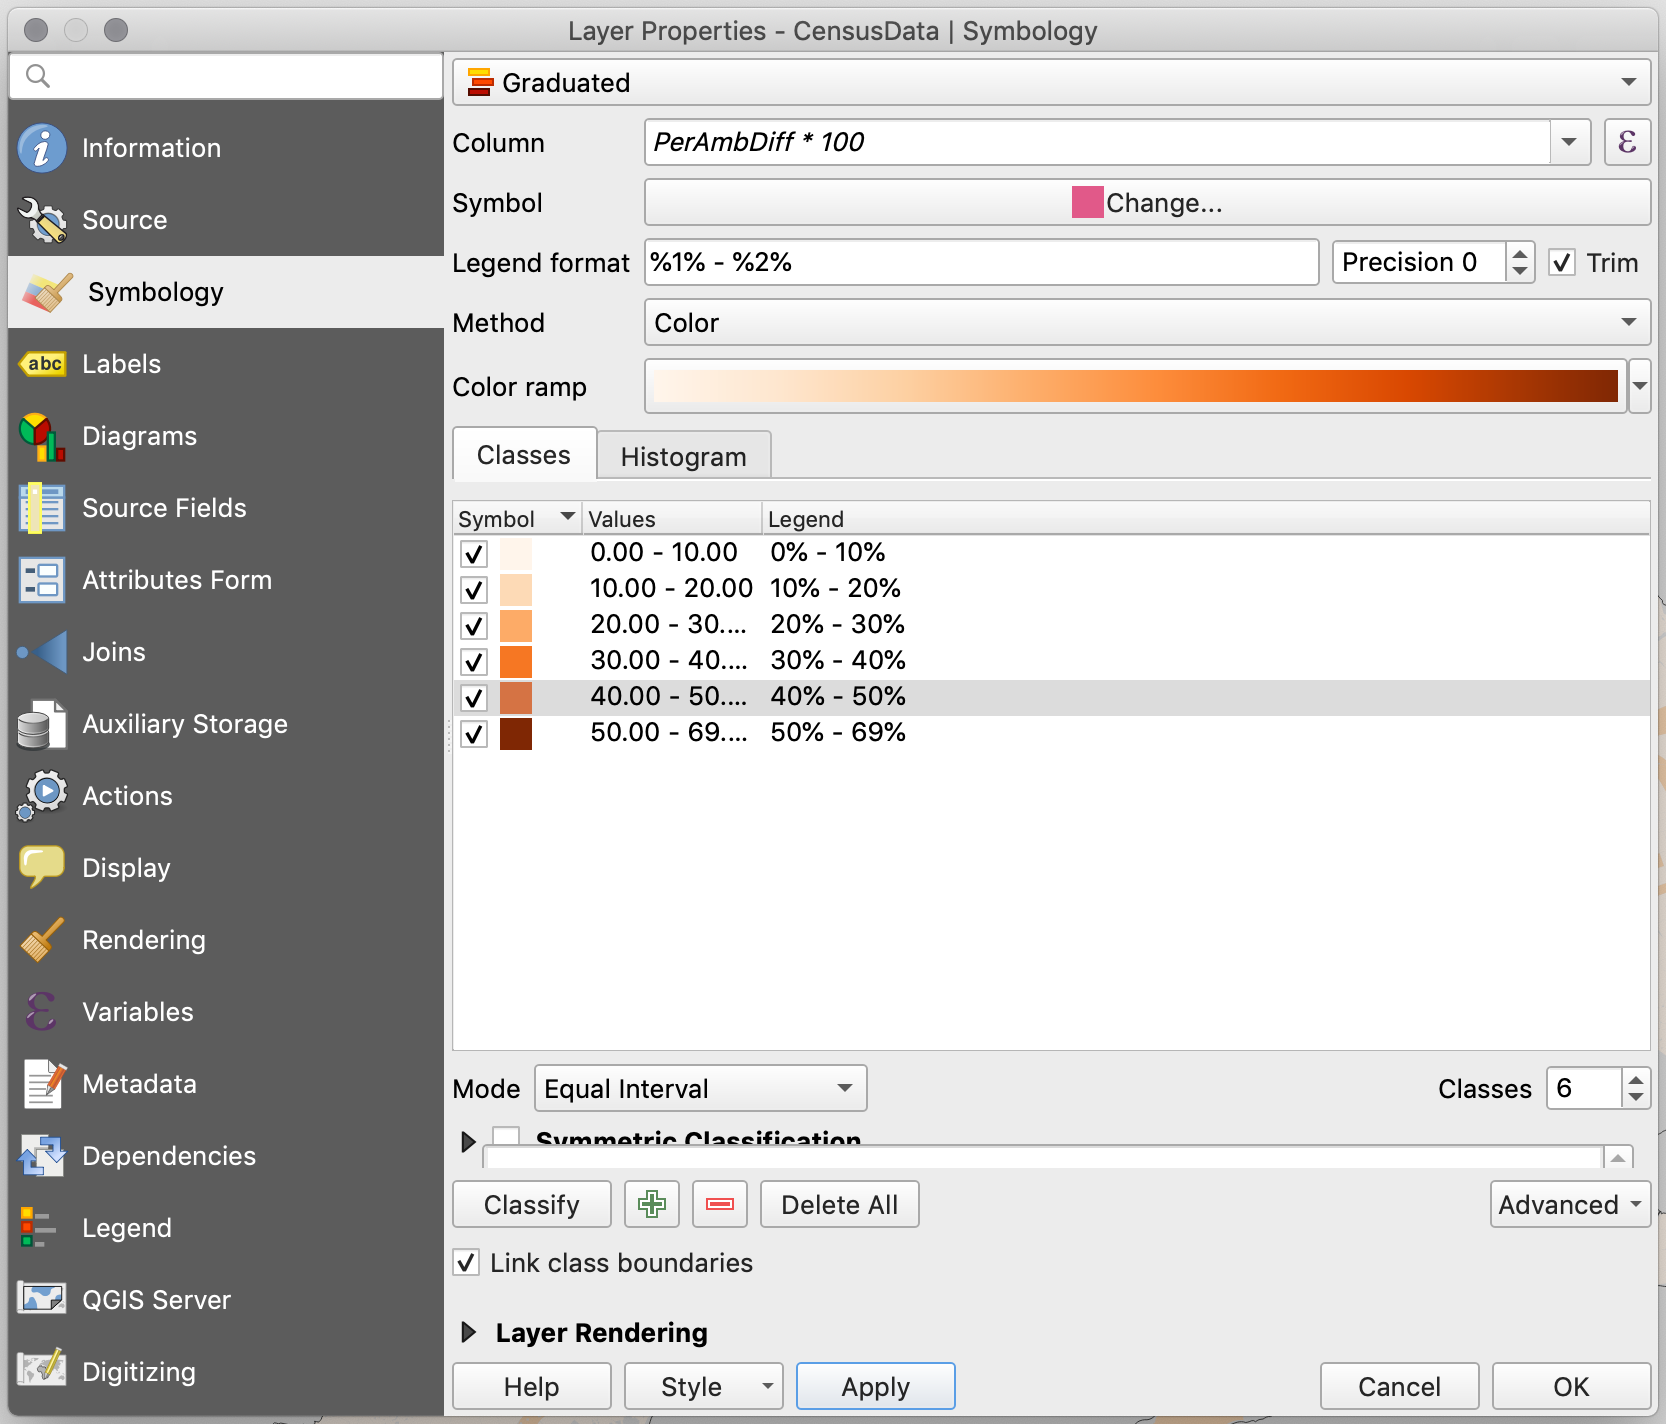 Layer Properties - CensusData | Symbology
Information
Source
Symbology
abc Labels
Diagrams
Source Fields
Attributes Form
Joins
Auxiliary Storage
Actions
Display
Rendering
Variables
Metadata
Dependencies
Legend
QGIS Server
Digitizing
Graduated
Column PerAmbDiff * 100 ε
Symbol Change...
Legend format %1% - %2% Precision 0 Trim
Method Color
Color ramp
Classes Histogram
Symbol Values Legend
0.00 - 10.00 0% - 10%
10.00 - 20.00 10% - 20%
20.00 - 30.... 20% - 30%
30.00 - 40.... 30% - 40%
40.00 - 50.... 40% - 50%
50.00 - 69.... 50% - 69%
Mode Equal Interval Classes 6
Symmetric Classification
Classify Delete All Advanced
Link class boundaries
Layer Rendering
Help Style Apply Cancel OK